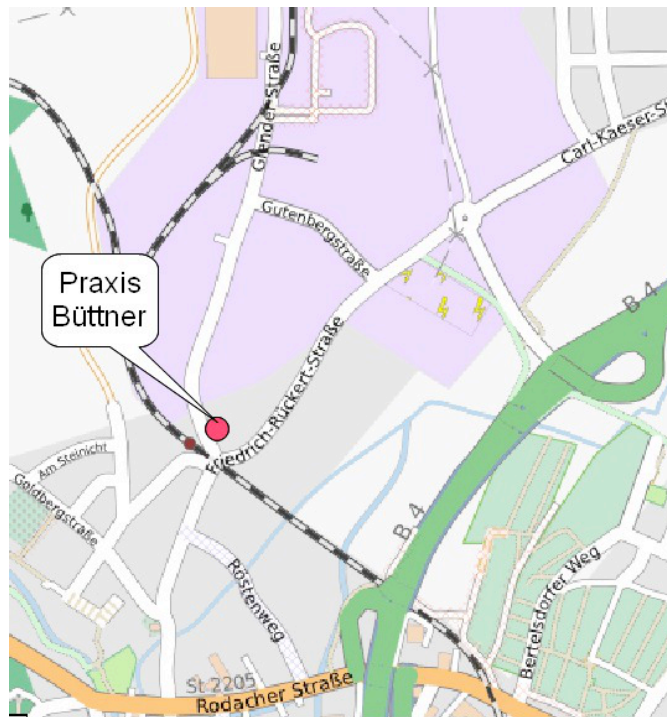 Glender-Straße
Carl-Kaeser-St
Gutenbergstraße
Praxis
Büttner
B 4
Friedrich-Rückert-Straße
Am Steinicht
Goldbergstraße
B 4
Röstenweg
Bertelsdorfer Weg
St 2205
Rodacher Straße